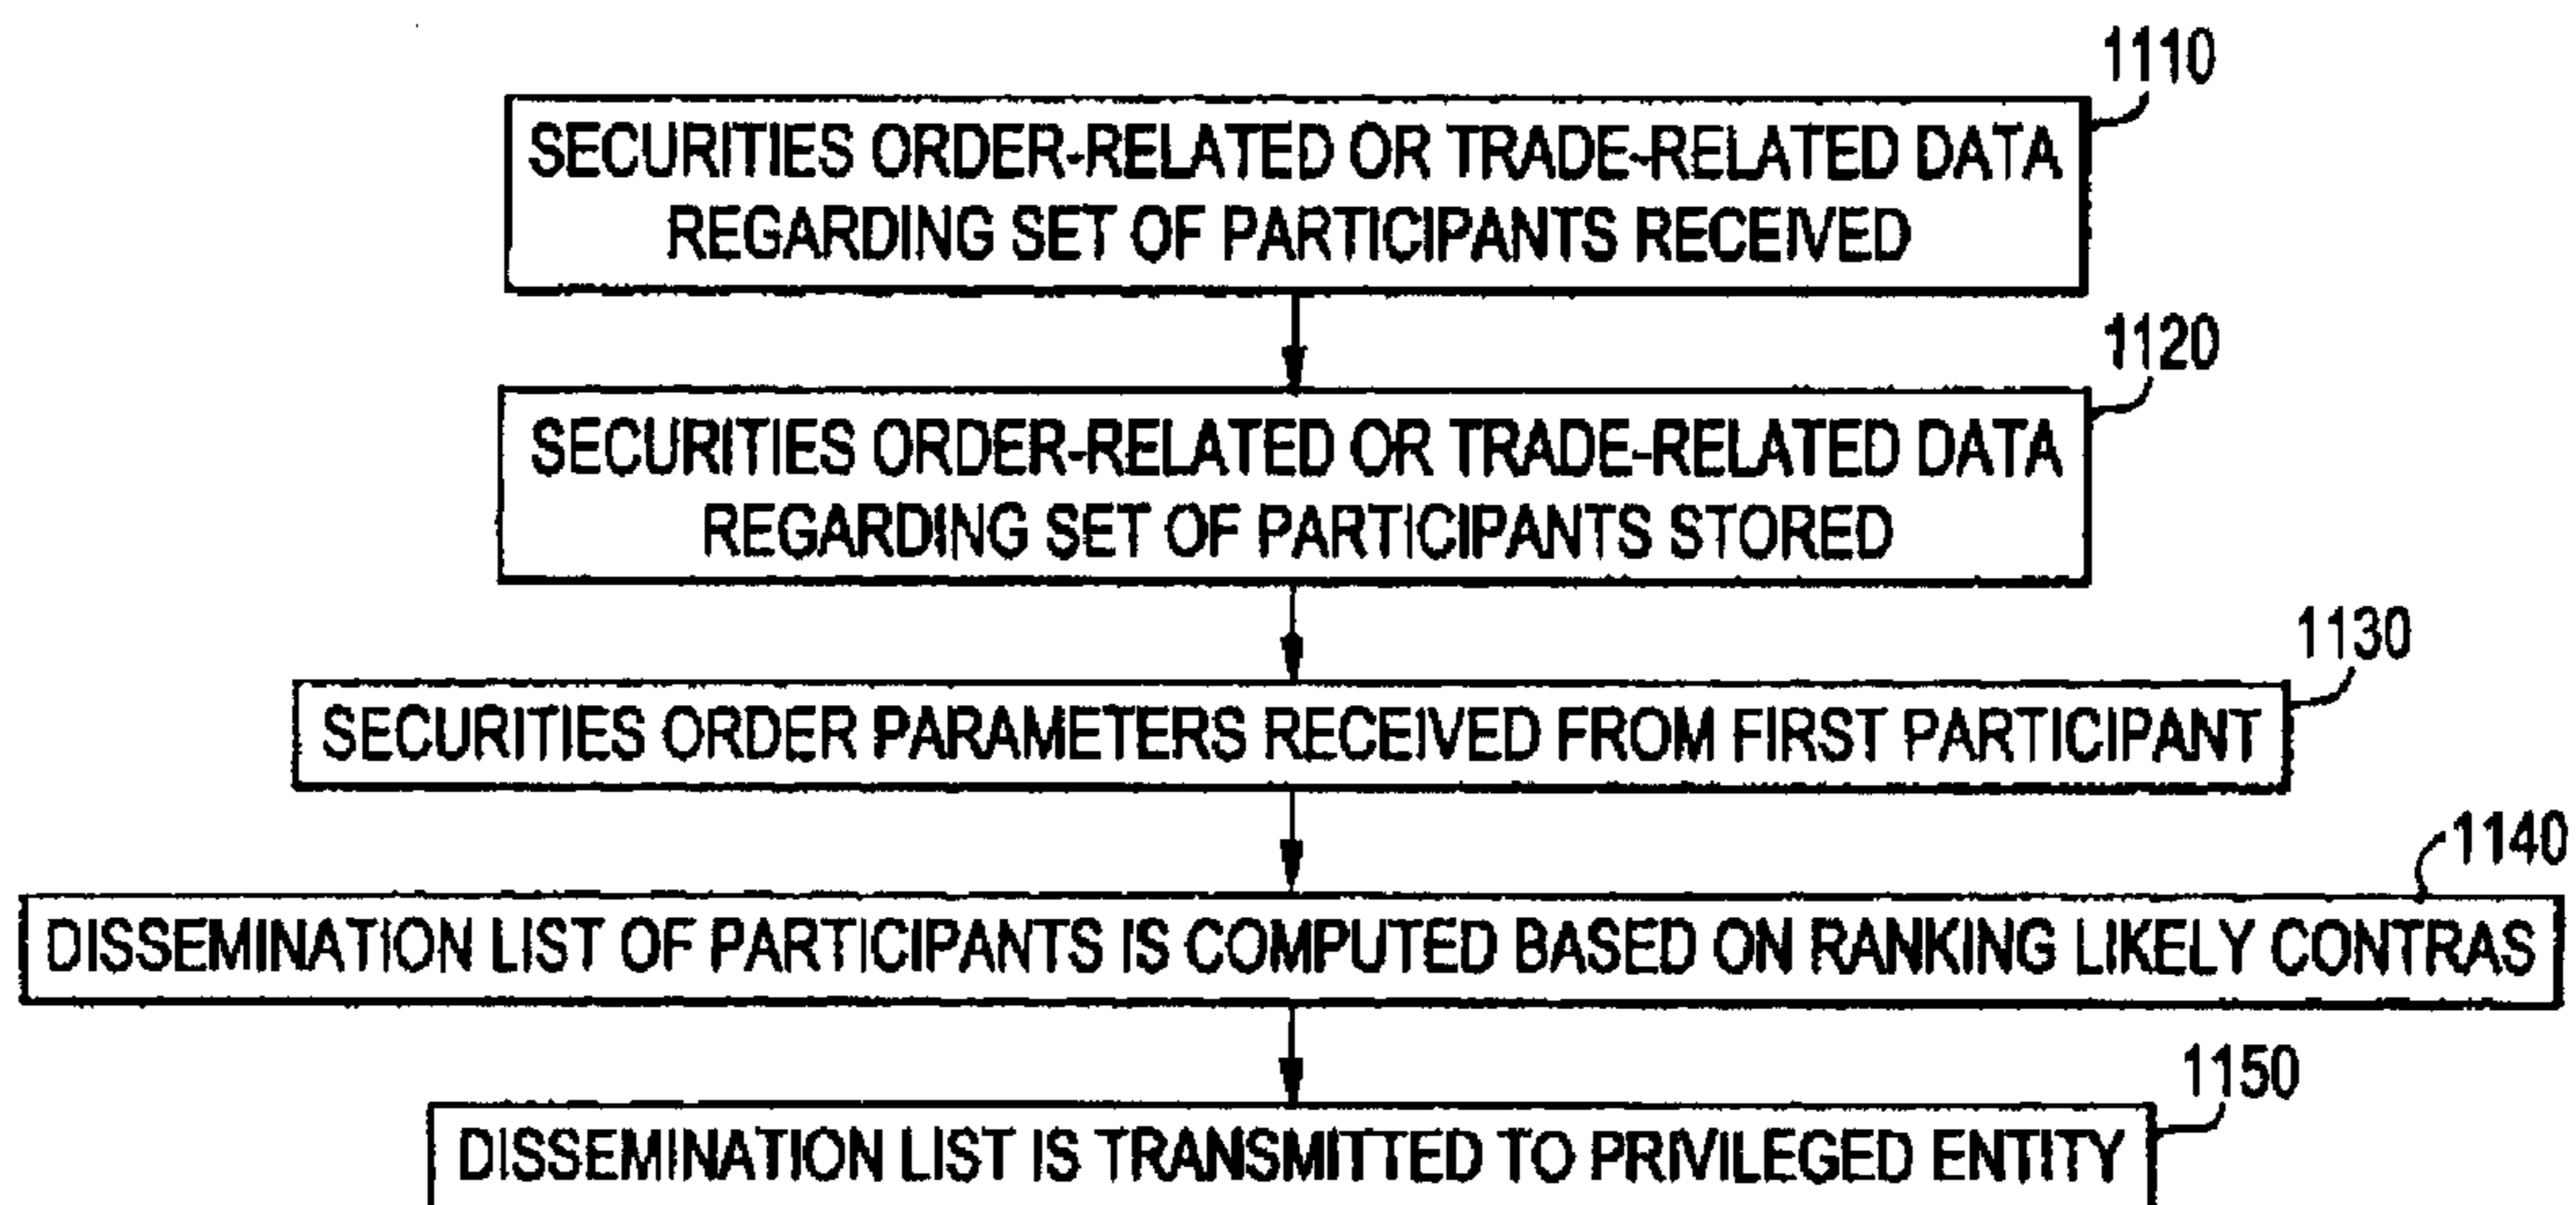 1110
SECURITIES ORDER-RELATED OR TRADE-RELATED DATA
REGARDING SET OF PARTICIPANTS RECEIVED
1120
SECURITIES ORDER-RELATED OR TRADE-RELATED DATA
REGARDING SET OF PARTICIPANTS STORED
1130
SECURITIES ORDER PARAMETERS RECEIVED FROM FIRST PARTICIPANT
1140
DISSEMINATION LIST OF PARTICIPANTS IS COMPUTED BASED ON RANKING LIKELY CONTRAS
1150
DISSEMINATION LIST IS TRANSMITTED TO PRIVILEGED ENTITY